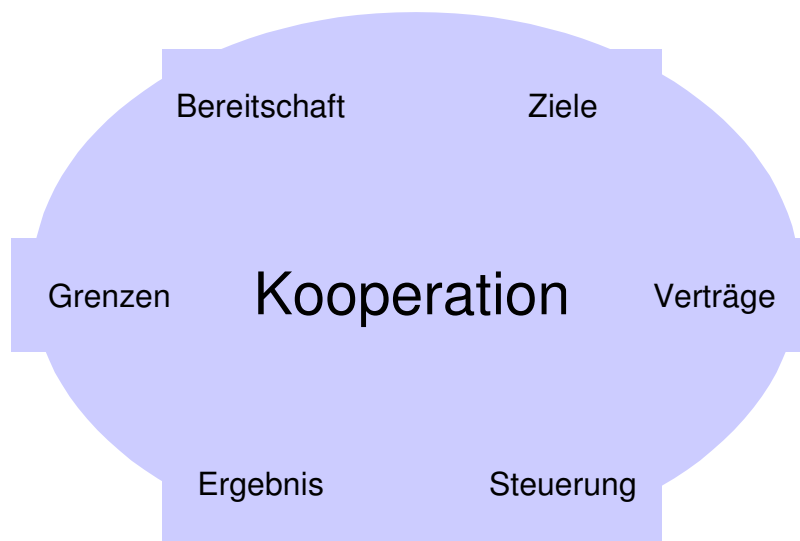 Bereitschaft
Ziele
Grenzen
Kooperation
Verträge
Ergebnis
Steuerung